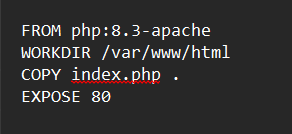 FROM php:8.3-apache
WORKDIR /var/www/html
COPY index.php .
EXPOSE 80